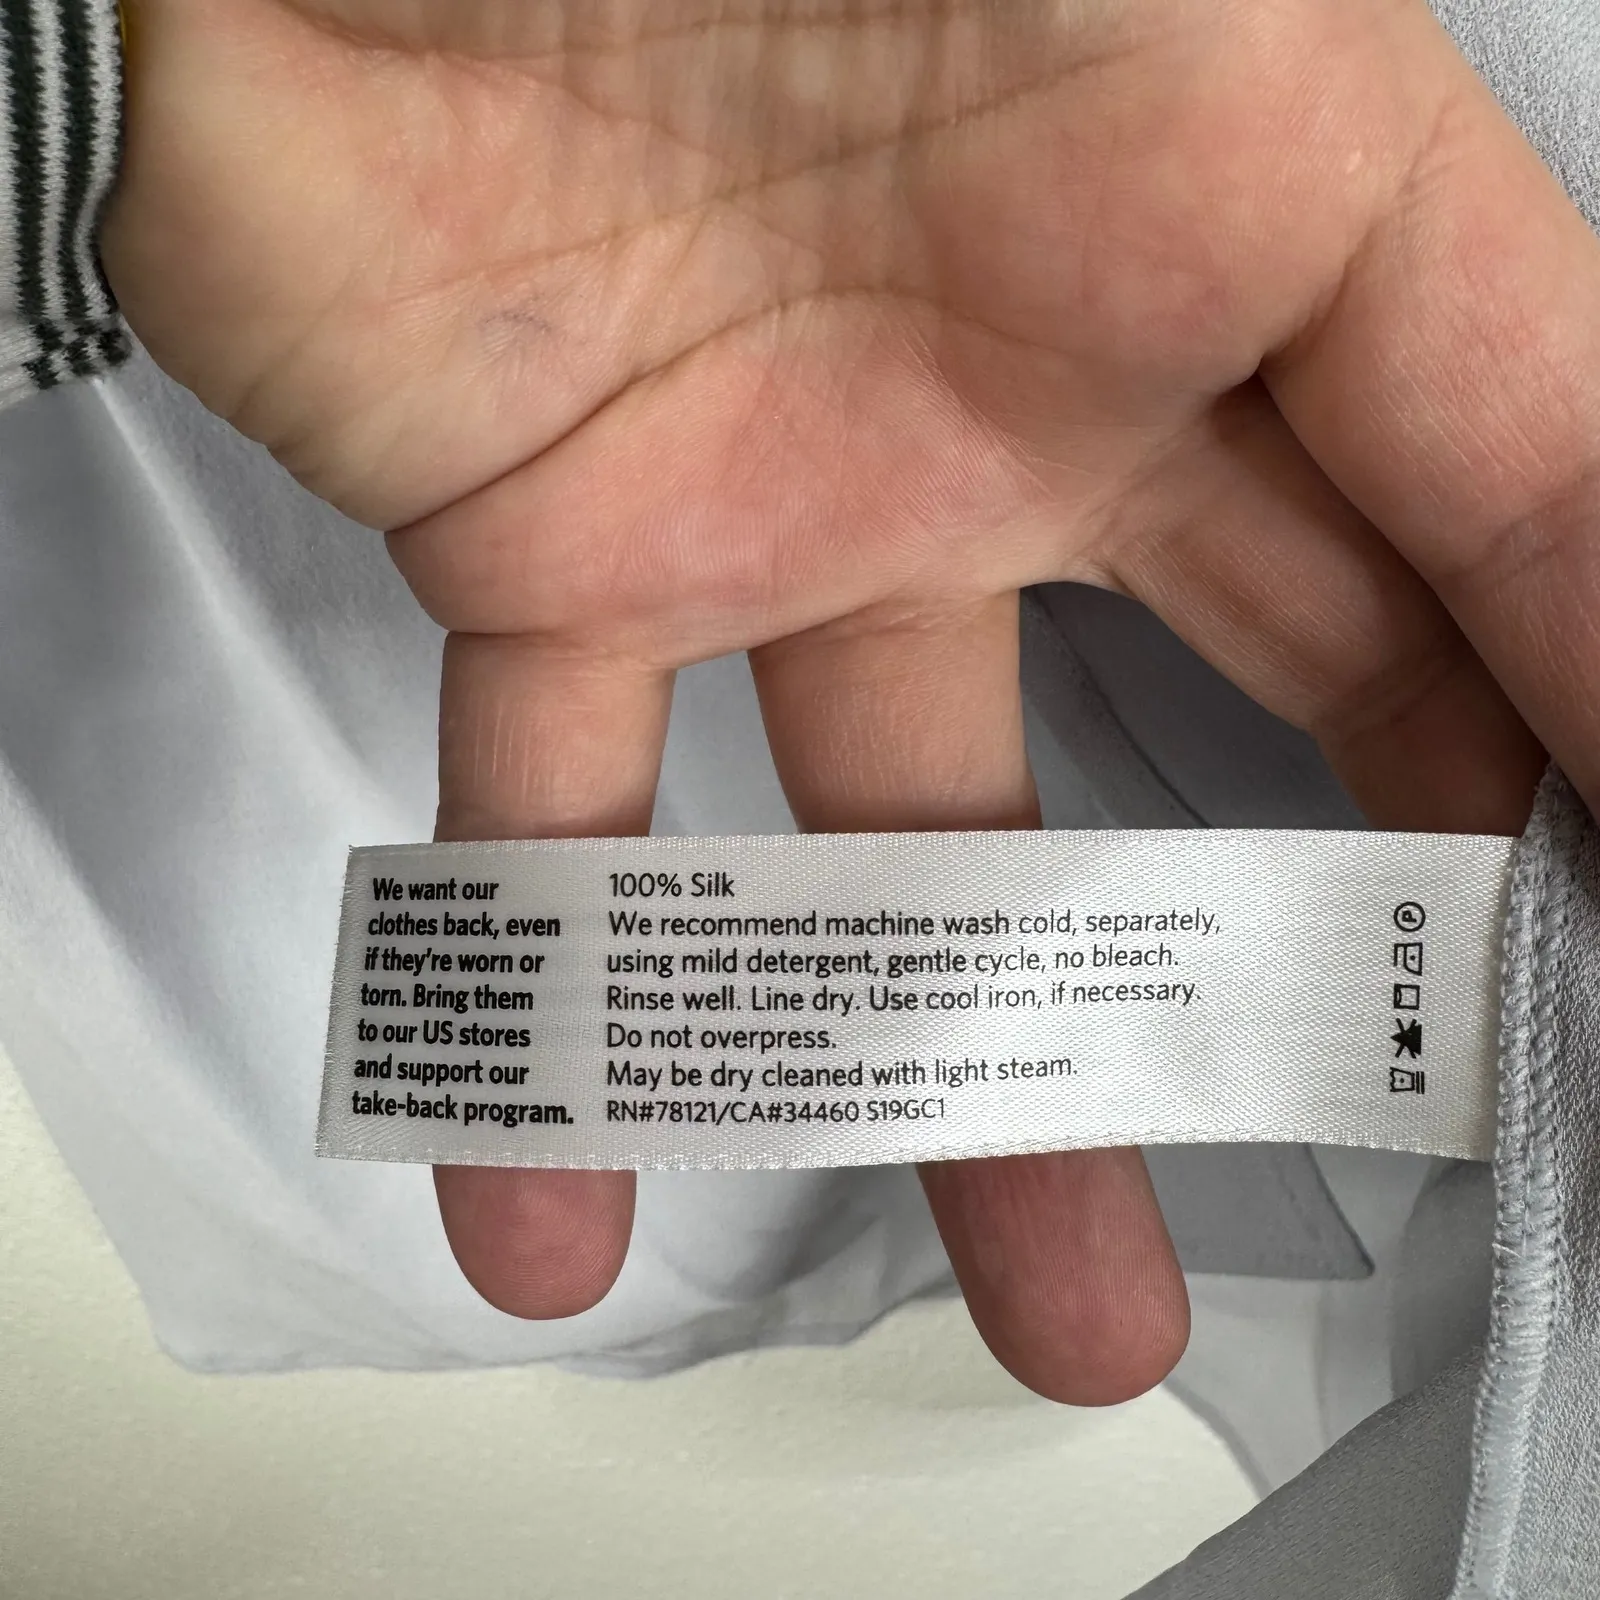 We want our
clothes back, even
if they're worn or
torn. Bring them
to our US stores
and support our
take-back program.
100% Silk
We recommend machine wash cold, separately,
using mild detergent, gentle cycle, no bleach.
Rinse well. Line dry. Use cool iron, if necessary.
Do not overpress.
May be dry cleaned with light steam.
RN#78121/CA#34460 S19GC1
P